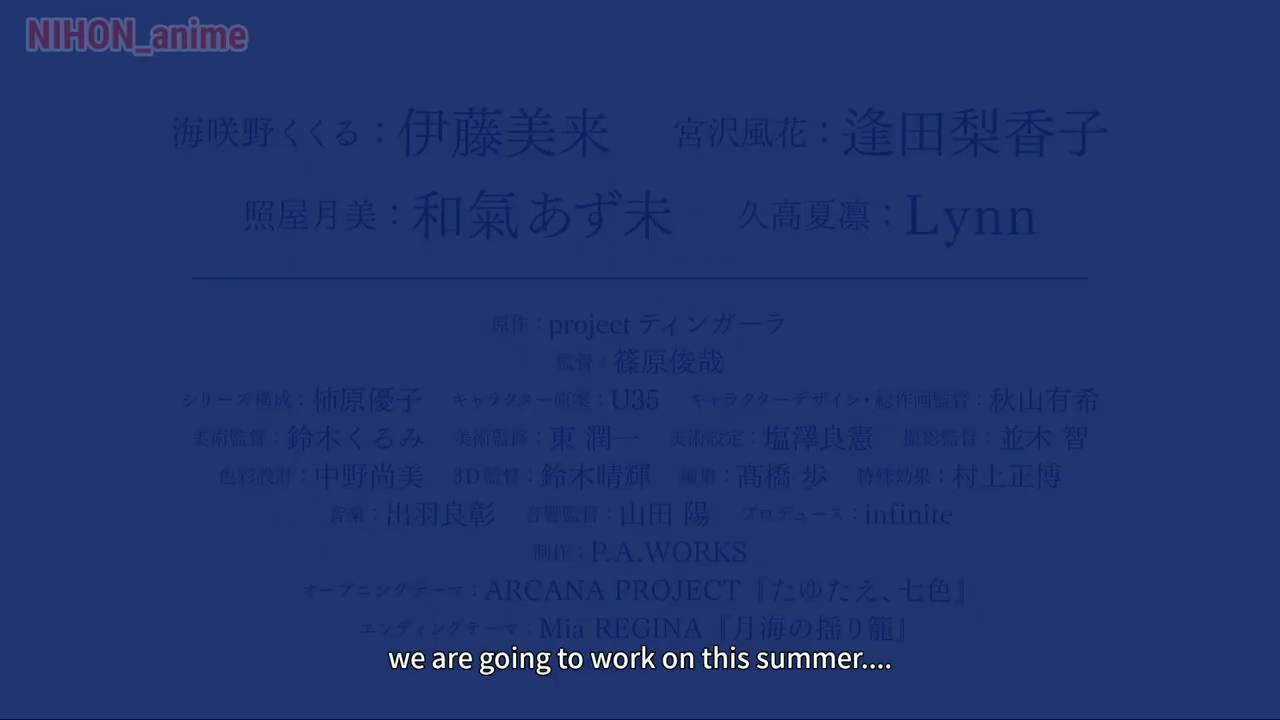 NIHON_anime
海咲野くくる：伊藤美来 宮沢風花：逢田梨香子
照屋月美：和氣あず未 久高夏凛：Lynn
原作：project ティンガーラ
監督：篠原俊哉
シリーズ構成：柿原優子 キャラクター原案：U35 キャラクターデザイン・総作画監督：秋山有希
美術監督：鈴木くるみ 美術監修：東 潤一 美術設定：塩澤良憲 撮影監督：並木 智
色彩設計：中野尚美 3D監督：鈴木晴輝 編集：髙橋 歩 特殊効果：村上正博
音楽：出羽良彰 音響監督：山田 陽 プロデュース：infinite
制作：P.A.WORKS
オープニングテーマ：ARCANA PROJECT『たゆたえ、七色』
エンディングテーマ：Mia REGINA『月海の揺り籠』
we are going to work on this summer....